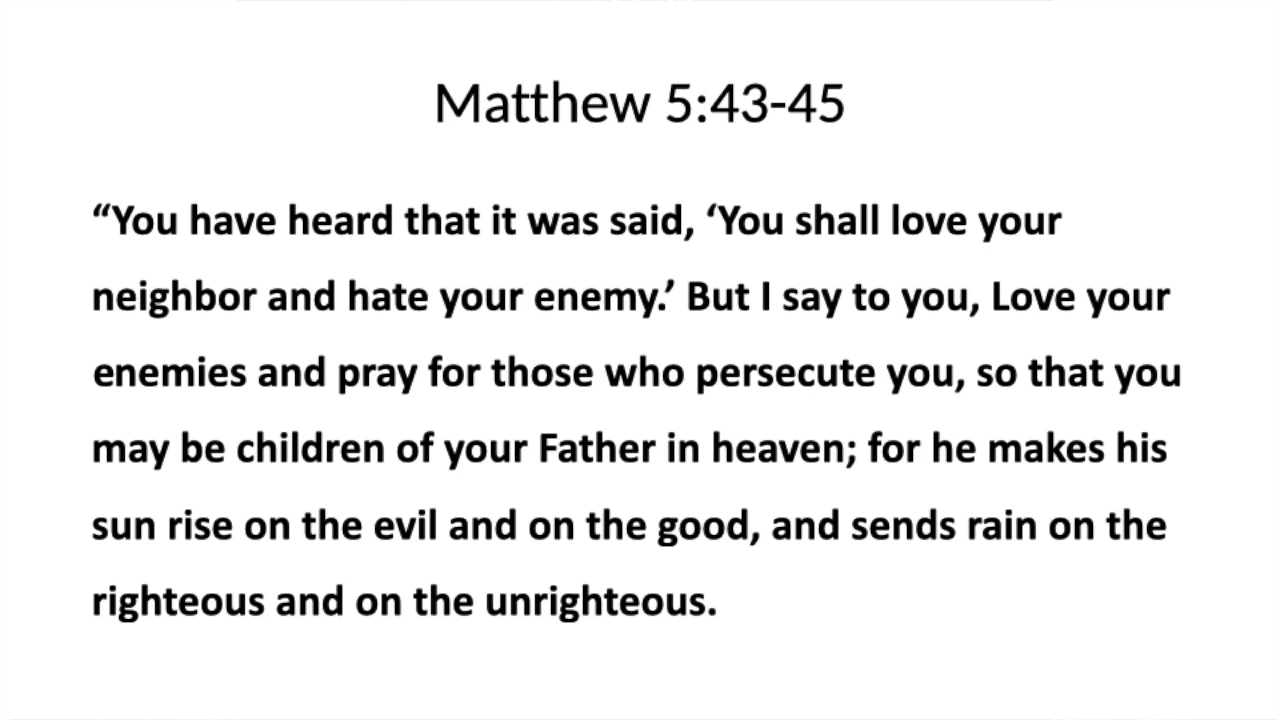 Matthew 5:43-45
“You have heard that it was said, ‘You shall love your
neighbor and hate your enemy.’ But I say to you, Love your
enemies and pray for those who persecute you, so that you
may be children of your Father in heaven; for he makes his
sun rise on the evil and on the good, and sends rain on the
righteous and on the unrighteous.